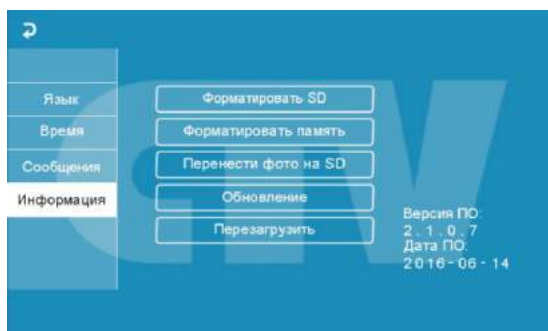 Язык
Время
Сообщения
Информация
Форматировать SD
Форматировать память
Перенести фото на SD
Обновление
Перезагрузить
Версия ПО:
2.1.0.7
Дата ПО:
2016-06-14
CTV